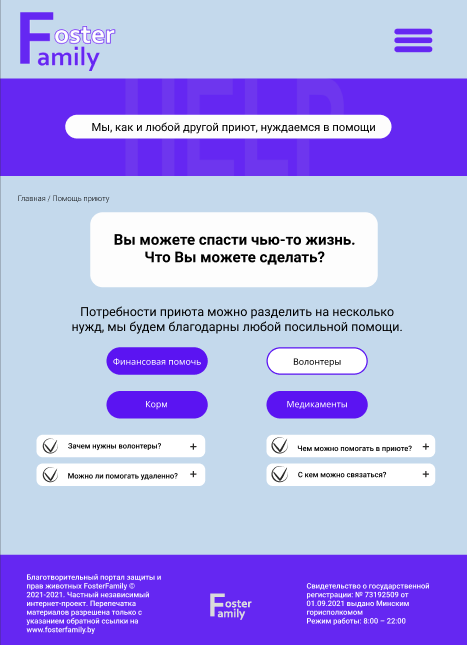 Foster
Family
HELP
Мы, как и любой другой приют, нуждаемся в помощи
Главная / Помощь приюту
Вы можете спасти чью-то жизнь.
Что Вы можете сделать?
Потребности приюта можно разделить на несколько
нужд, мы будем благодарны любой посильной помощи.
Финансовая помочь
Волонтеры
Корм
Медикаменты
Зачем нужны волонтеры? +
Чем можно помогать в приюте? +
Можно ли помогать удаленно? +
С кем можно связаться? +
Благотворительный портал защиты и
прав животных FosterFamily ©
2021-2021. Частный независимый
интернет-проект. Перепечатка
материалов разрешена только с
указанием обратной ссылки на
www.fosterfamily.by
Foster
Family
Свидетельство о государственной
регистрации: № 73192509 от
01.09.2021 выдано Минским
горисполкомом
Режим работы: 8:00 – 22:00